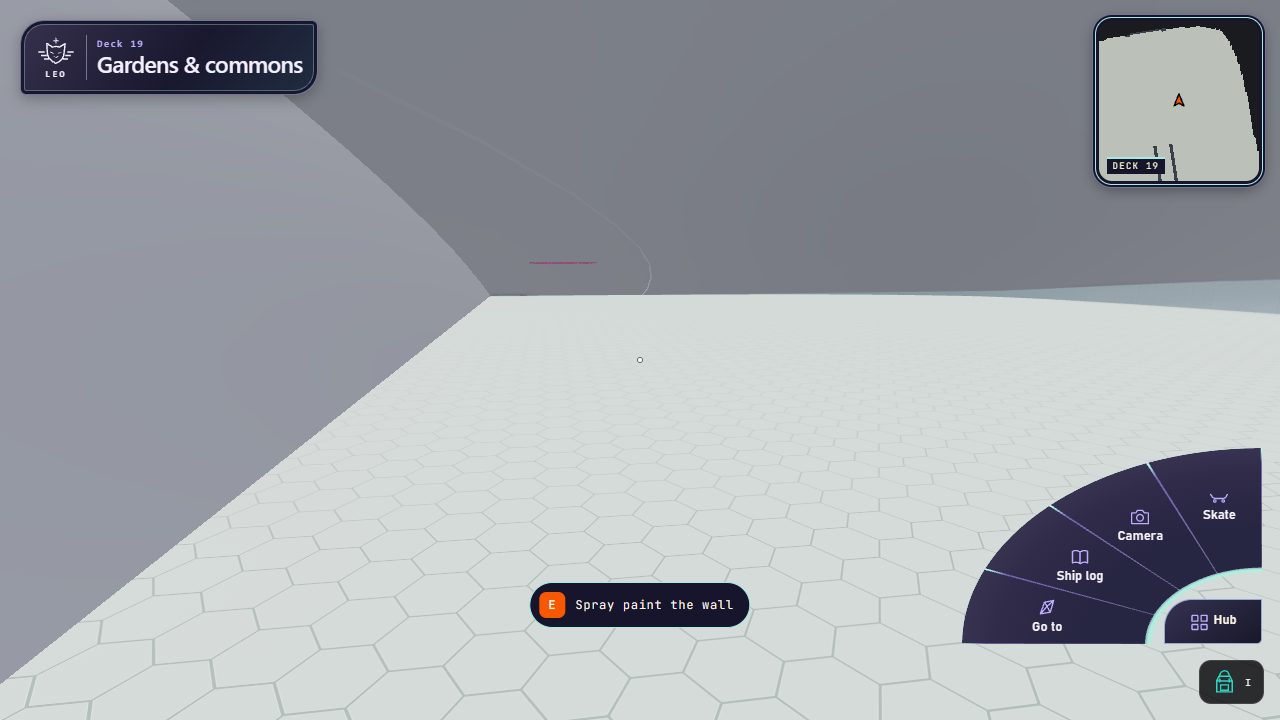 LEO
Deck 19
Gardens & commons
DECK 19
Skate
Camera
Ship log
Go to
Hub
E Spray paint the wall
I